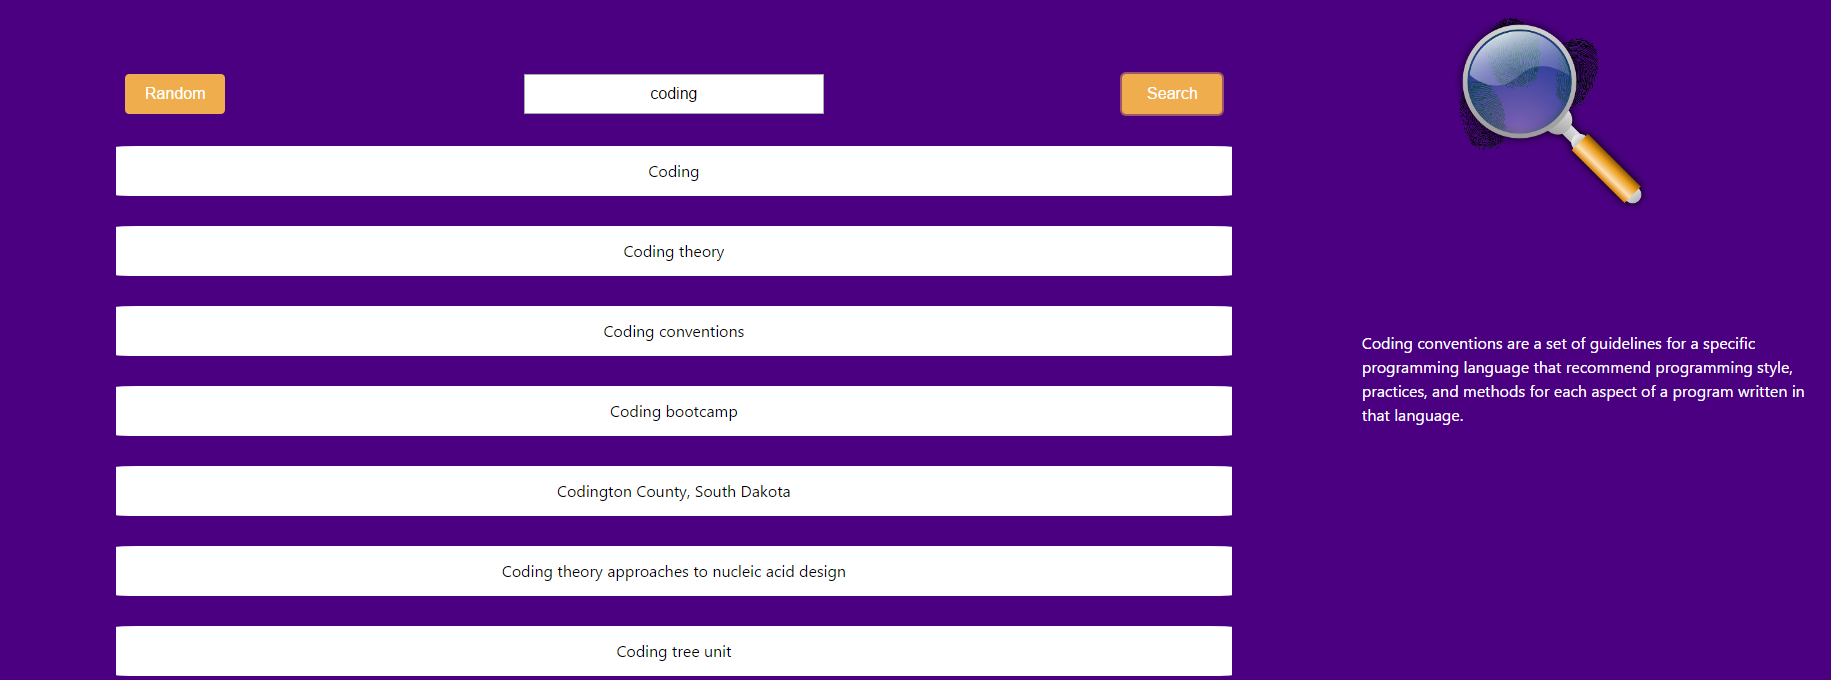 Random
coding
Search
Coding
Coding theory
Coding conventions
Coding bootcamp
Codington County, South Dakota
Coding theory approaches to nucleic acid design
Coding tree unit
Coding conventions are a set of guidelines for a specific
programming language that recommend programming style,
practices, and methods for each aspect of a program written in
that language.